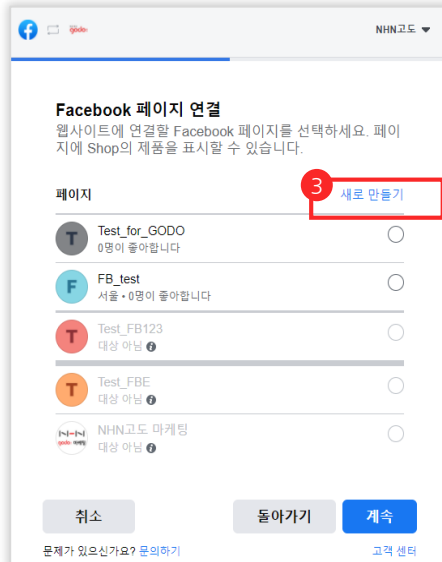 godo:
NHN고도
Facebook 페이지 연결
웹사이트에 연결할 Facebook 페이지를 선택하세요. 페이
지에 Shop의 제품을 표시할 수 있습니다.
3
페이지
새로 만들기
T
Test_for_GODO
0명이 좋아합니다
F
FB_test
서울 • 0명이 좋아합니다
T
Test_FB123
대상 아님
T
Test_FBE
대상 아님
godo 마케팅
NHN고도 마케팅
대상 아님
취소
돌아가기
계속
문제가 있으신가요? 문의하기
고객 센터